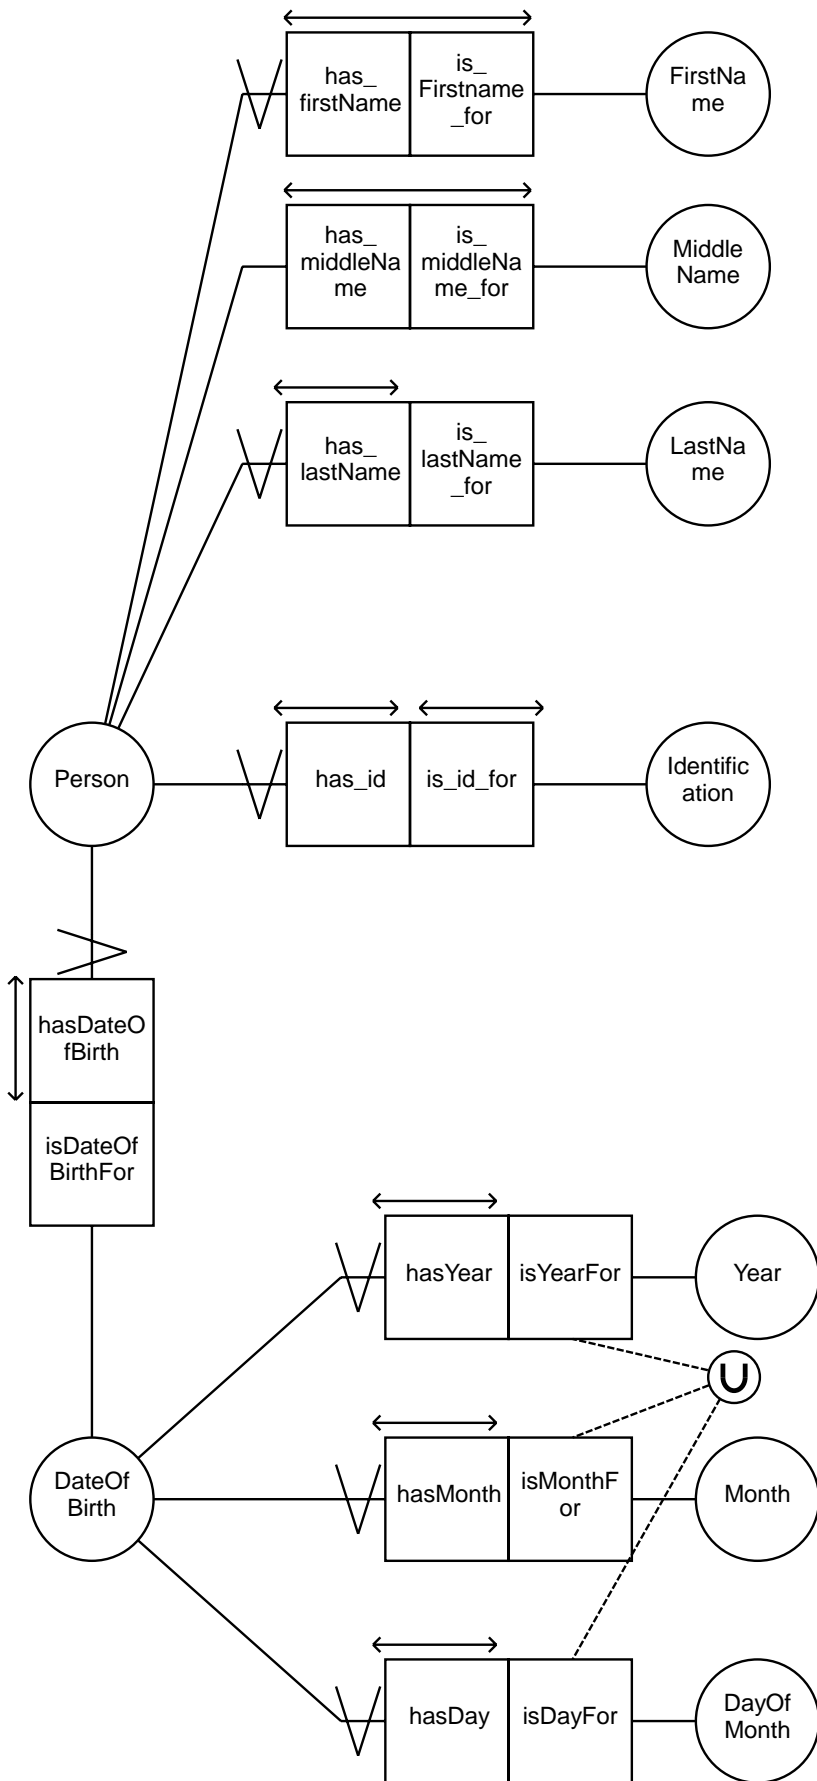 has_
firstName
is_
Firstname
_for
FirstNa
me
has_
middleNa
me
is_
middleNa
me_for
Middle
Name
has_
lastName
is_
lastName
_for
LastNa
me
Person
has_id
is_id_for
Identific
ation
hasDateO
fBirth
isDateOf
BirthFor
hasYear
isYearFor
Year
U
DateOf
Birth
hasMonth
isMonthF
or
Month
hasDay
isDayFor
DayOf
Month